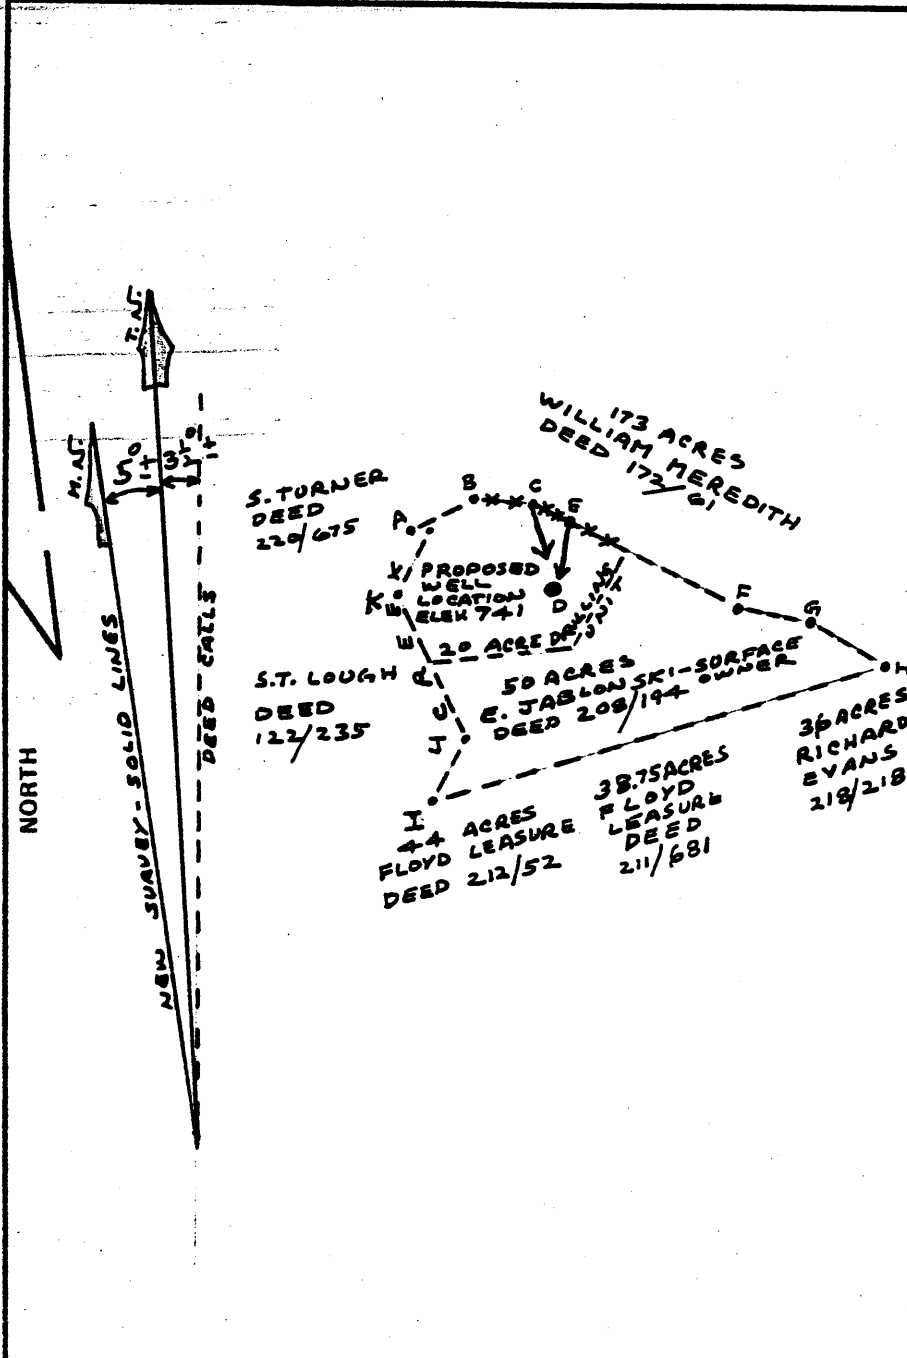 T.N.
M.N.
5°±
3½°±
NEW SURVEY-SOLID LINES
DEED CALLS
NORTH
173 ACRES
WILLIAM MEREDITH
DEED 172/61
S. TURNER
DEED
220/675
A
B
C
E
D
F
G
H
PROPOSED
WELL
LOCATION
ELEK 741
K
20 ACRE
50 ACRES
E. JABLONSKI-SURFACE
OWNER
DEED 208/194
S.T. LOUGH
DEED
122/235
J
I
44 ACRES
FLOYD LEASURE
DEED 212/52
38.75 ACRES
FLOYD
LEASURE
DEED
211/681
36 ACRES
RICHARD
EVANS
218/218